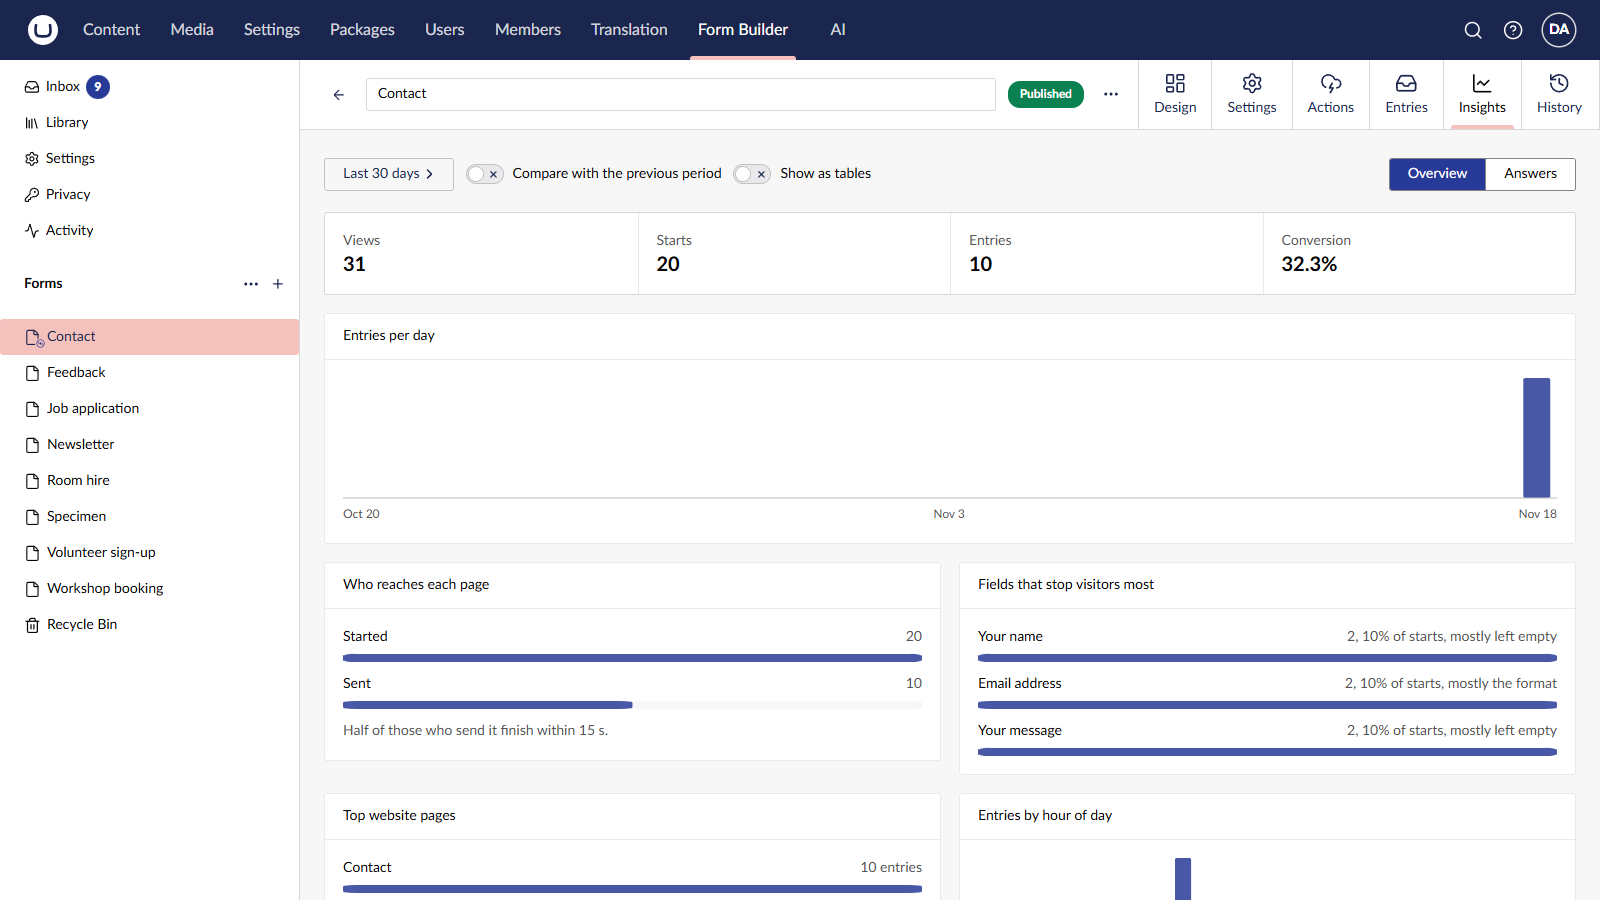 Content
Media
Settings
Packages
Users
Members
Translation
Form Builder
AI
DA
Inbox 9
Library
Settings
Privacy
Activity
Forms
Contact
Feedback
Job application
Newsletter
Room hire
Specimen
Volunteer sign-up
Workshop booking
Recycle Bin
Contact
Published
Design
Settings
Actions
Entries
Insights
History
Last 30 days
Compare with the previous period
Show as tables
Overview
Answers
Views
31
Starts
20
Entries
10
Conversion
32.3%
Entries per day
Oct 20
Nov 3
Nov 18
Who reaches each page
Started 20
Sent 10
Half of those who send it finish within 15 s.
Fields that stop visitors most
Your name 2, 10% of starts, mostly left empty
Email address 2, 10% of starts, mostly the format
Your message 2, 10% of starts, mostly left empty
Top website pages
Contact 10 entries
Entries by hour of day